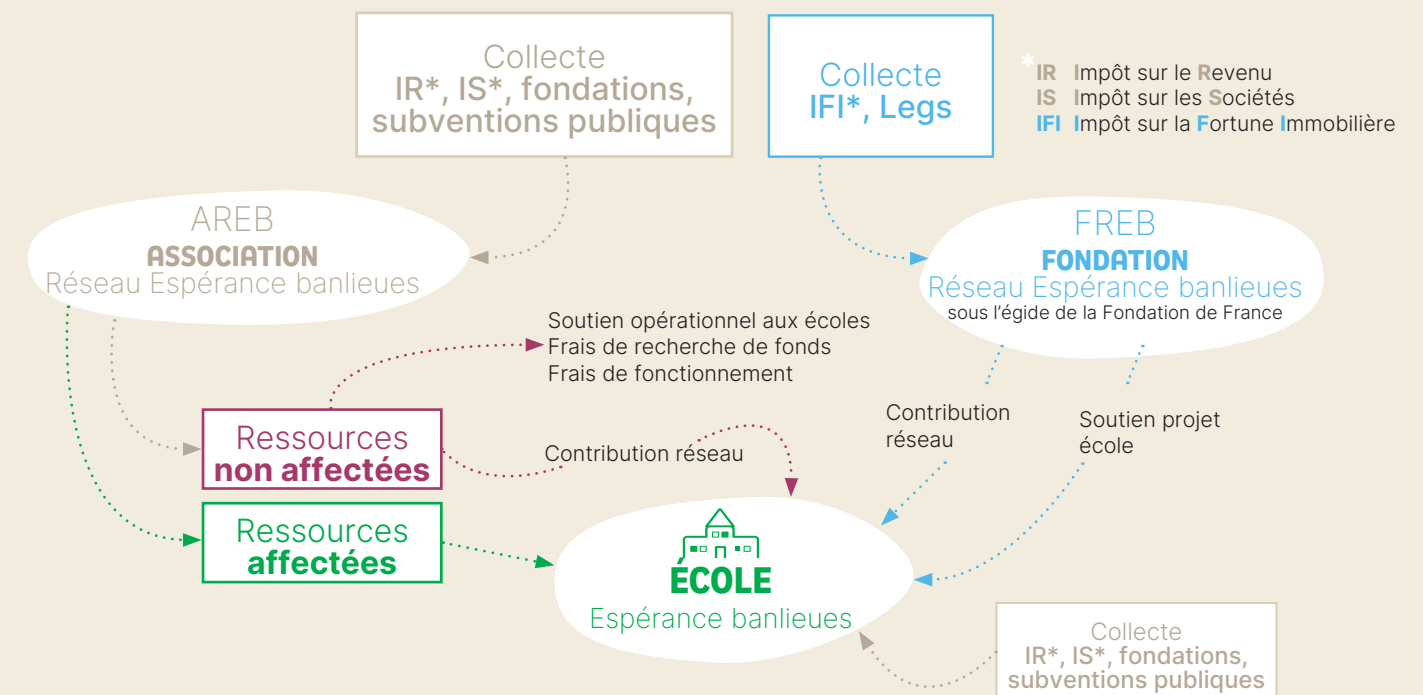 Collecte
IR*, IS*, fondations,
subventions publiques
Collecte
IFI*, Legs
*IR Impôt sur le Revenu
IS Impôt sur les Sociétés
IFI Impôt sur la Fortune Immobilière
AREB
ASSOCIATION
Réseau Espérance banlieues
FREB
FONDATION
Réseau Espérance banlieues
sous l'égide de la Fondation de France
Soutien opérationnel aux écoles
Frais de recherche de fonds
Frais de fonctionnement
Ressources
non affectées
Contribution réseau
Contribution
réseau
Soutien projet
école
Ressources
affectées
ÉCOLE
Espérance banlieues
Collecte
IR*, IS*, fondations,
subventions publiques